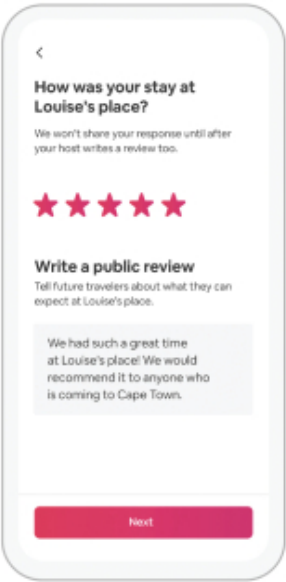 How was your stay at
Louise's place?
We won't share your response until after
your host writes a review too.
Write a public review
Tell future travelers about what they can
expect at Louise's place.
We had such a great time
at Louise's place! We would
recommend it to anyone who
is coming to Cape Town.
Next